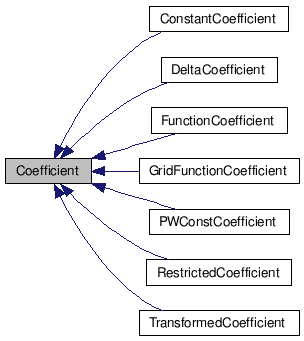 ConstantCoefficient
DeltaCoefficient
FunctionCoefficient
Coefficient
GridFunctionCoefficient
PWConstCoefficient
RestrictedCoefficient
TransformedCoefficient